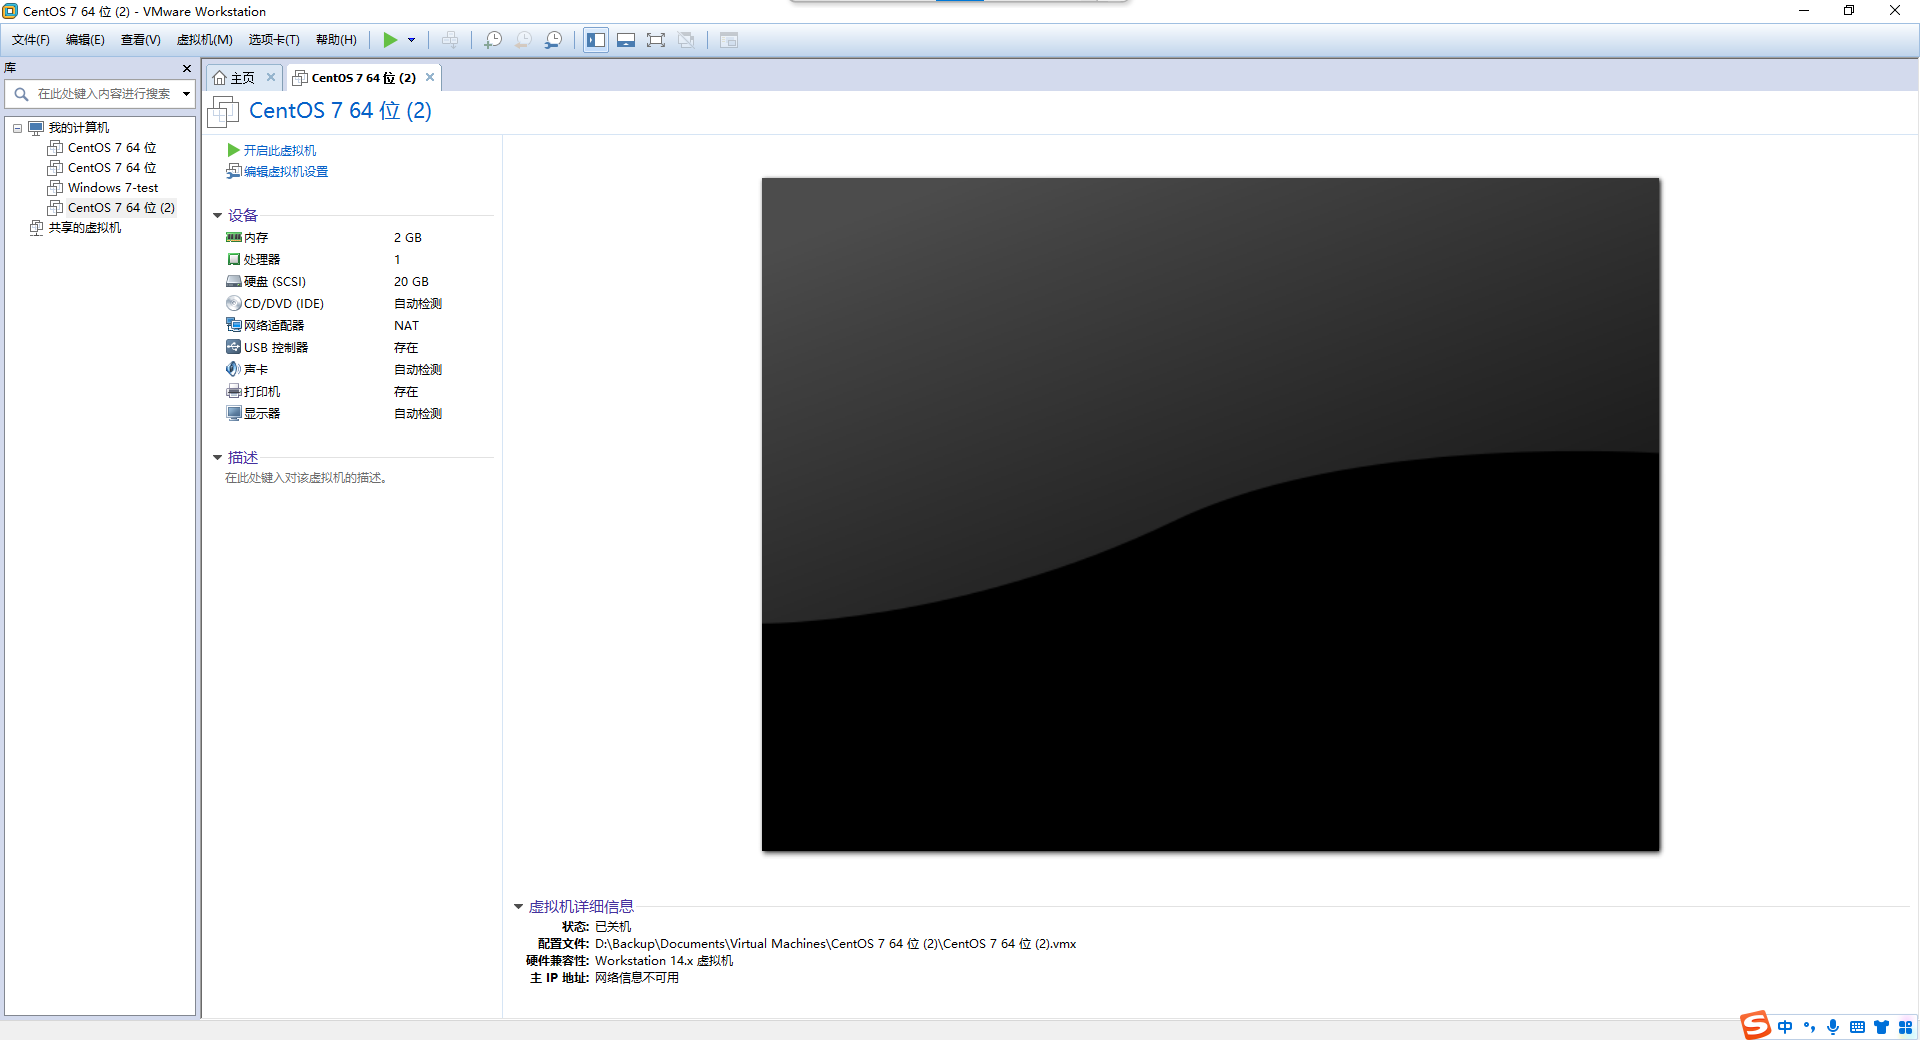 CentOS 7 64 位 (2) - VMware Workstation
文件(F) 编辑(E) 查看(V) 虚拟机(M) 选项卡(T) 帮助(H)
库
在此处键入内容进行搜索
我的计算机
CentOS 7 64 位
CentOS 7 64 位
Windows 7-test
CentOS 7 64 位 (2)
共享的虚拟机
主页 CentOS 7 64 位 (2)
CentOS 7 64 位 (2)
开启此虚拟机
编辑虚拟机设置
设备
内存 2 GB
处理器 1
硬盘 (SCSI) 20 GB
CD/DVD (IDE) 自动检测
网络适配器 NAT
USB 控制器 存在
声卡 自动检测
打印机 存在
显示器 自动检测
描述
在此处键入对该虚拟机的描述。
虚拟机详细信息
状态: 已关机
配置文件: D:\Backup\Documents\Virtual Machines\CentOS 7 64 位 (2)\CentOS 7 64 位 (2).vmx
硬件兼容性: Workstation 14.x 虚拟机
主 IP 地址: 网络信息不可用
S 中